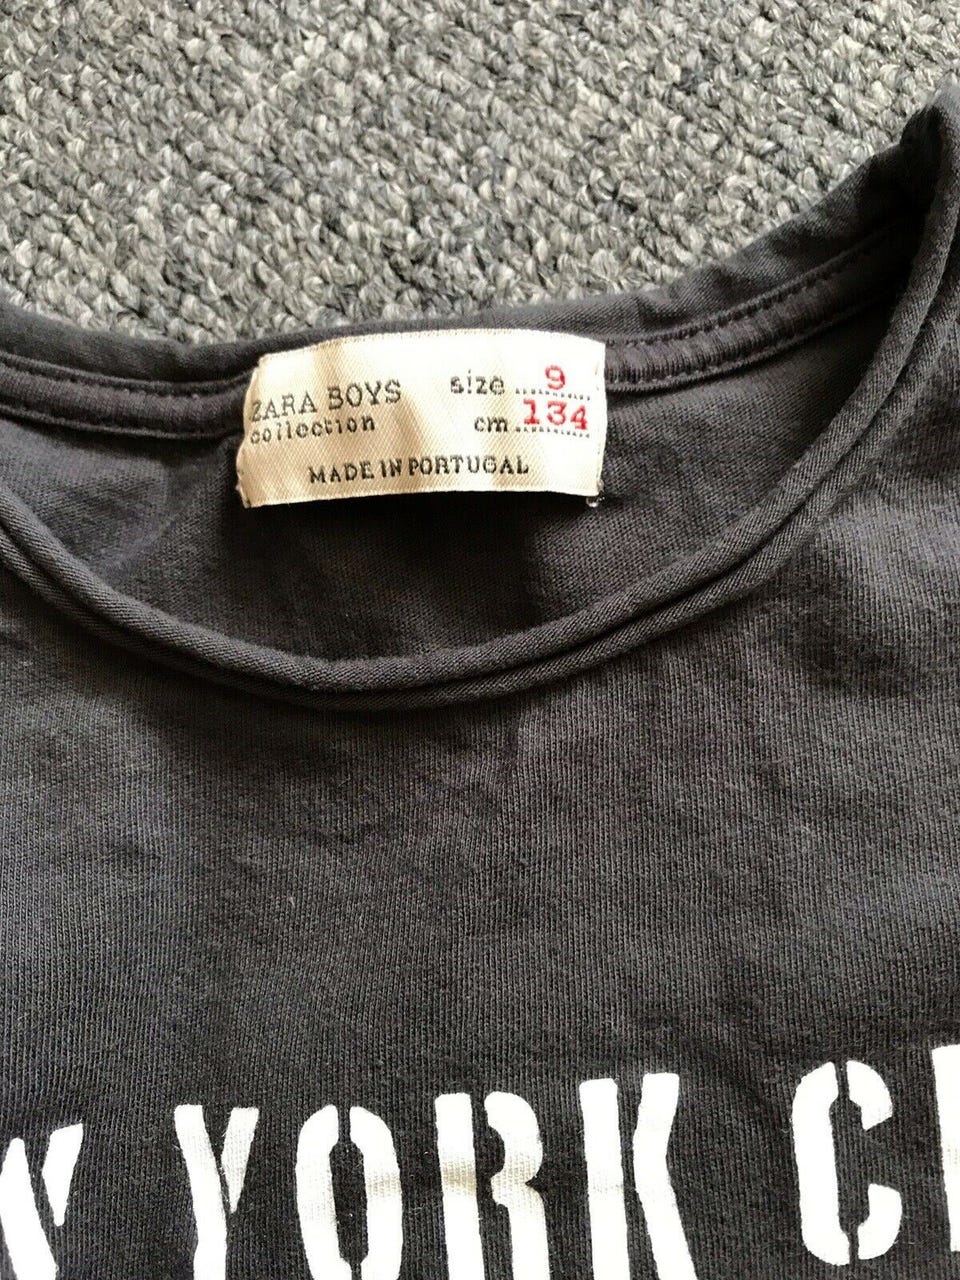 ZARA BOYS size 9
collection cm 134
MADE IN PORTUGAL
W YORK C